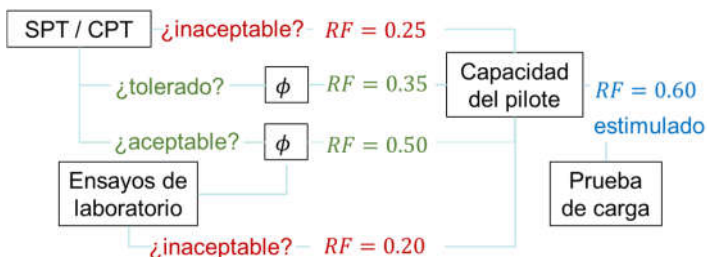 SPT / CPT ¿inaceptable? RF = 0.25
¿tolerado? ϕ RF = 0.35
Capacidad
del pilote
RF = 0.60
estimulado
¿aceptable? ϕ RF = 0.50
Ensayos de
laboratorio
Prueba
de carga
¿inaceptable? RF = 0.20